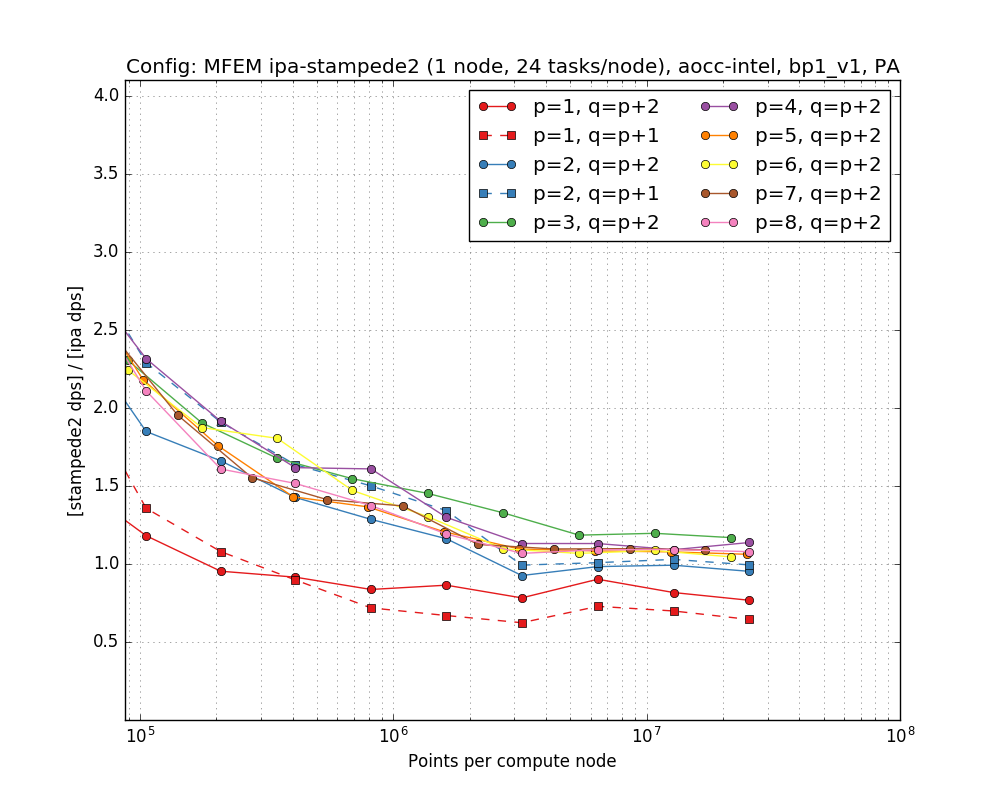 Config: MFEM ipa-stampede2 (1 node, 24 tasks/node), aocc-intel, bp1_v1, PA
p=1, q=p+2
p=1, q=p+1
p=2, q=p+2
p=2, q=p+1
p=3, q=p+2
p=4, q=p+2
p=5, q=p+2
p=6, q=p+2
p=7, q=p+2
p=8, q=p+2
[stampede2 dps] / [ipa dps]
4.0
3.5
3.0
2.5
2.0
1.5
1.0
0.5
10^5
10^6
10^7
10^8
Points per compute node